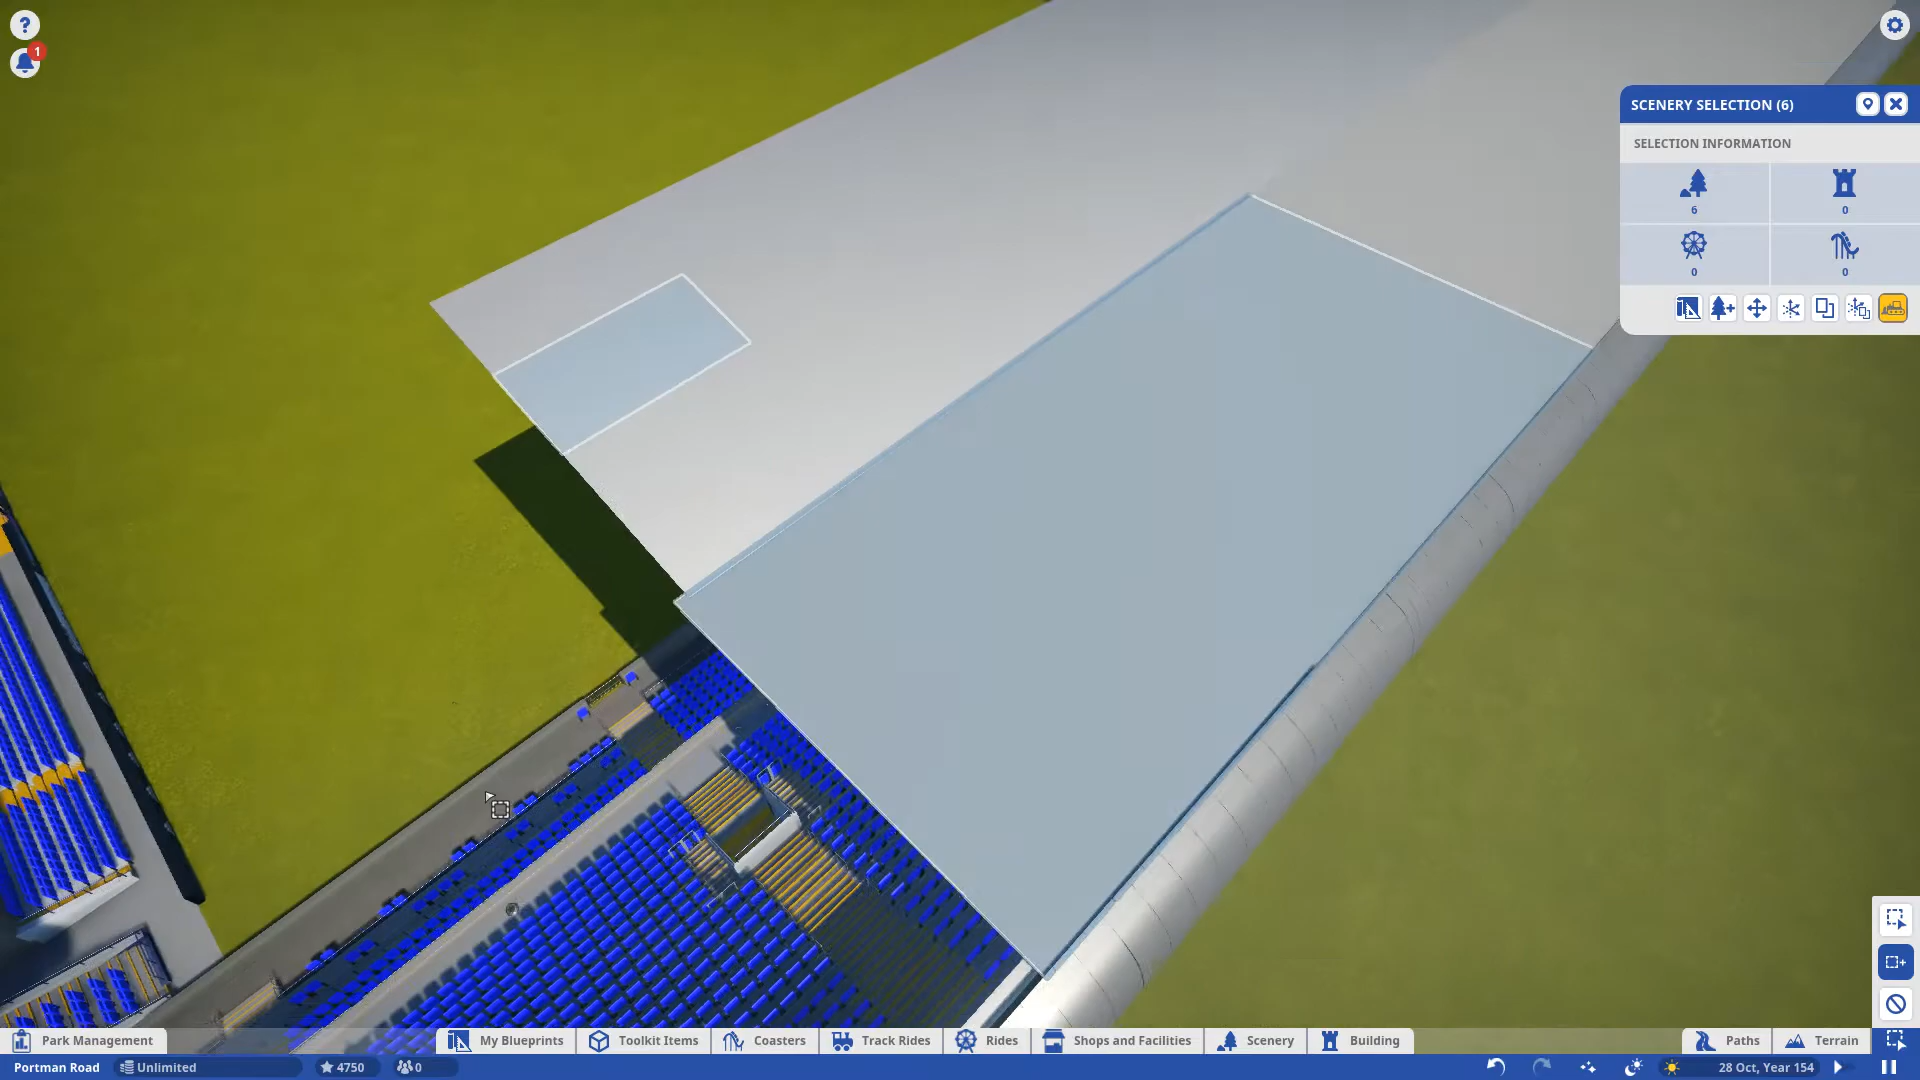 ?
1
SCENERY SELECTION (6)
SELECTION INFORMATION
6
0
0
0
Park Management
My Blueprints
Toolkit Items
Coasters
Track Rides
Rides
Shops and Facilities
Scenery
Building
Paths
Terrain
Portman Road
Unlimited
4750
0
28 Oct, Year 154